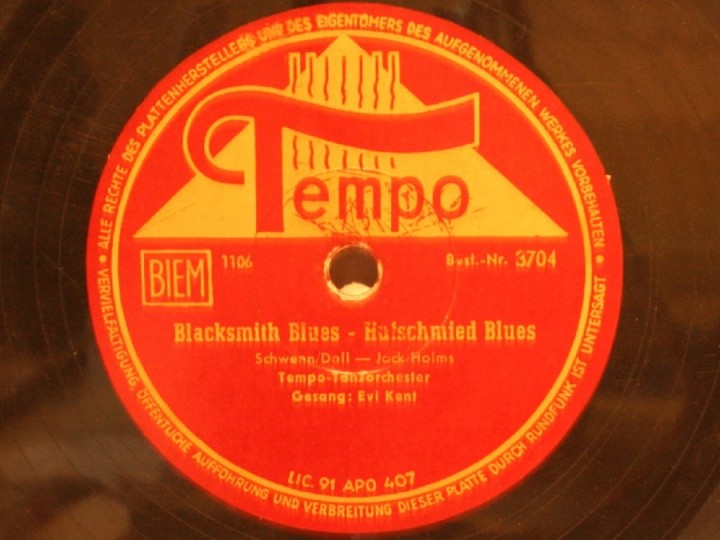 ALLE RECHTE DES PLATTENHERSTELLERS UND DES EIGENTÜMERS DES AUFGENOMMENEN WERKES VORBEHALTEN
Tempo
BIEM 1106 Best.-Nr. 3704
Blacksmith Blues - Hufschmied Blues
Schwenn/Doll — Jack Holms
Tempo-Tanzorchester
Gesang: Evi Kent
LIC. 91 APO 407
VERVIELFÄLTIGUNG, ÖFFENTLICHE AUFFÜHRUNG UND VERBREITUNG DIESER PLATTE DURCH RUNDFUNK IST UNTERSAGT